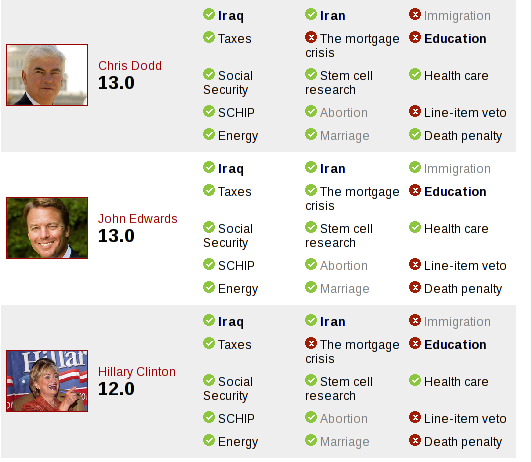 Iraq Iran Immigration
Taxes The mortgage crisis Education
Chris Dodd
13.0
Social Security Stem cell research Health care
SCHIP Abortion Line-item veto
Energy Marriage Death penalty
Iraq Iran Immigration
Taxes The mortgage crisis Education
John Edwards
13.0
Social Security Stem cell research Health care
SCHIP Abortion Line-item veto
Energy Marriage Death penalty
Iraq Iran Immigration
Taxes The mortgage crisis Education
Hillary Clinton
12.0
Social Security Stem cell research Health care
SCHIP Abortion Line-item veto
Energy Marriage Death penalty